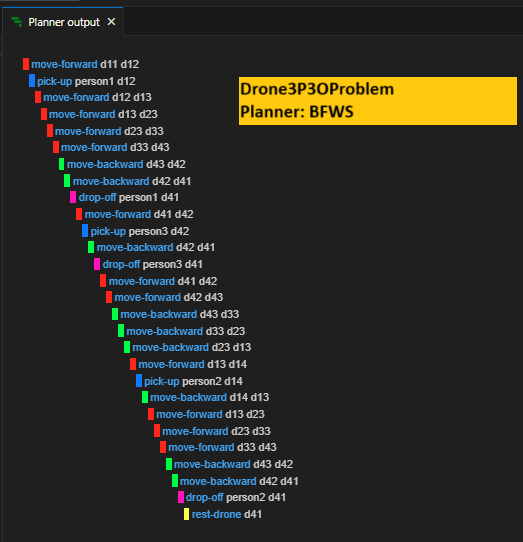 Planner output
move-forward d11 d12
pick-up person1 d12
Drone3P3OProblem
Planner: BFWS
move-forward d12 d13
move-forward d13 d23
move-forward d23 d33
move-forward d33 d43
move-backward d43 d42
move-backward d42 d41
drop-off person1 d41
move-forward d41 d42
pick-up person3 d42
move-backward d42 d41
drop-off person3 d41
move-forward d41 d42
move-forward d42 d43
move-backward d43 d33
move-backward d33 d23
move-backward d23 d13
move-forward d13 d14
pick-up person2 d14
move-backward d14 d13
move-forward d13 d23
move-forward d23 d33
move-forward d33 d43
move-backward d43 d42
move-backward d42 d41
drop-off person2 d41
rest-drone d41